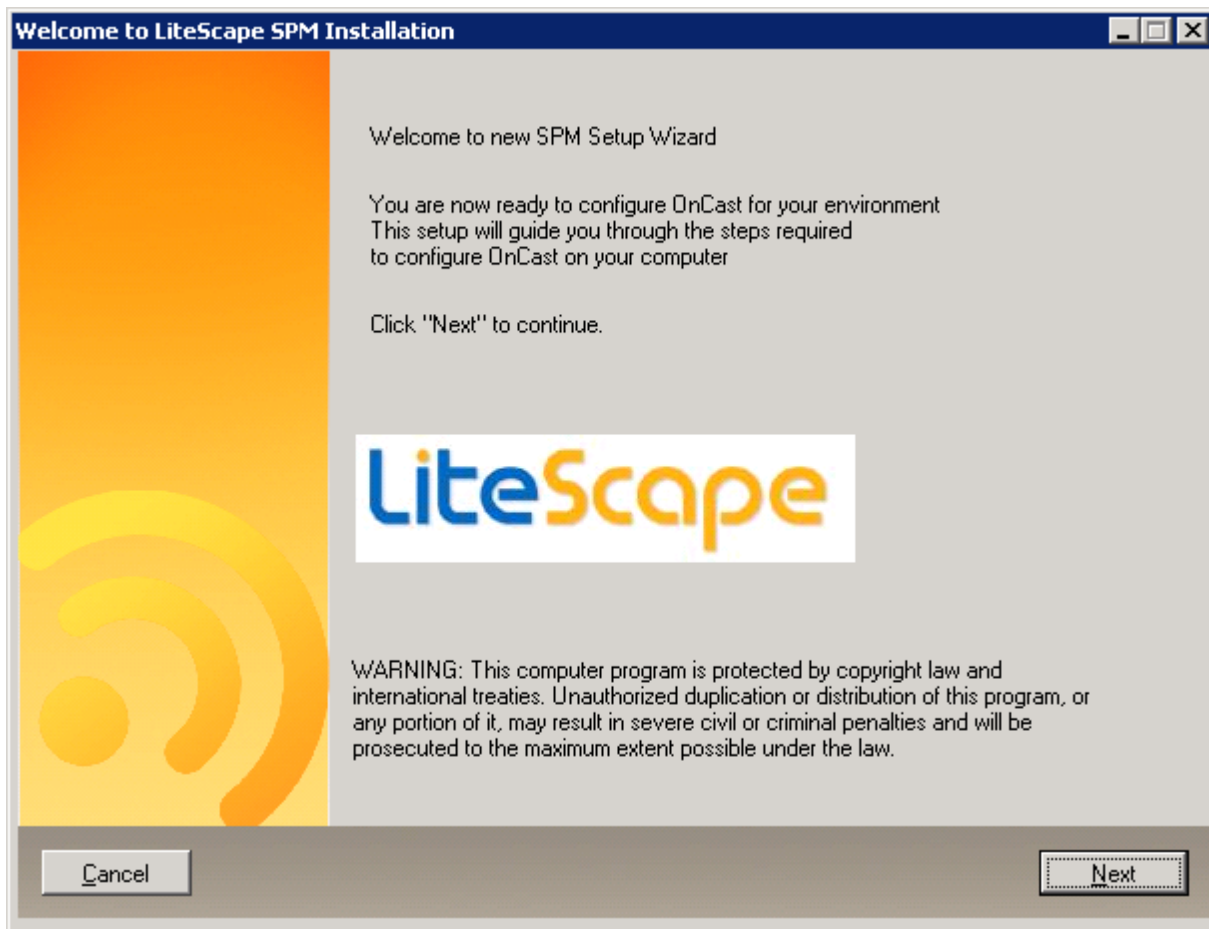 Welcome to LiteScape SPM Installation
Welcome to new SPM Setup Wizard
You are now ready to configure OnCast for your environment
This setup will guide you through the steps required
to configure OnCast on your computer
Click "Next" to continue.
LiteScape
WARNING: This computer program is protected by copyright law and
international treaties. Unauthorized duplication or distribution of this program, or
any portion of it, may result in severe civil or criminal penalties and will be
prosecuted to the maximum extent possible under the law.
Cancel
Next